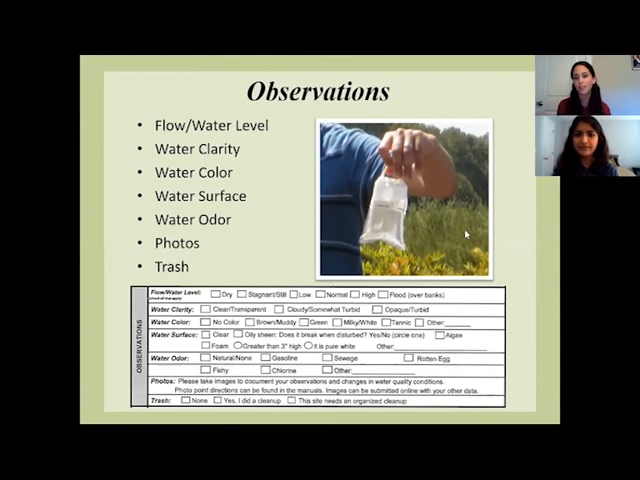 Observations
• Flow/Water Level
• Water Clarity
• Water Color
• Water Surface
• Water Odor
• Photos
• Trash
OBSERVATIONS
Flow/Water Level: Dry Stagnant/Still Low Normal High Flood (over banks)
Water Clarity: Clear/Transparent Cloudy/Somewhat Turbid Opaque/Turbid
Water Color: No Color Brown/Muddy Green Milky/White Tannic Other:
Water Surface: Clear Oily sheen: Does it break when disturbed? Yes/No (circle one) Algae
Foam Greater than 3" high It is pure white Other:
Water Odor: Natural/None Gasoline Sewage Rotten Egg
Fishy Chlorine Other:
Photos: Please take images to document your observations and changes in water quality conditions.
Photo point directions can be found in the manuals. Images can be submitted online with your other data.
Trash: None Yes, I did a cleanup This site needs an organized cleanup